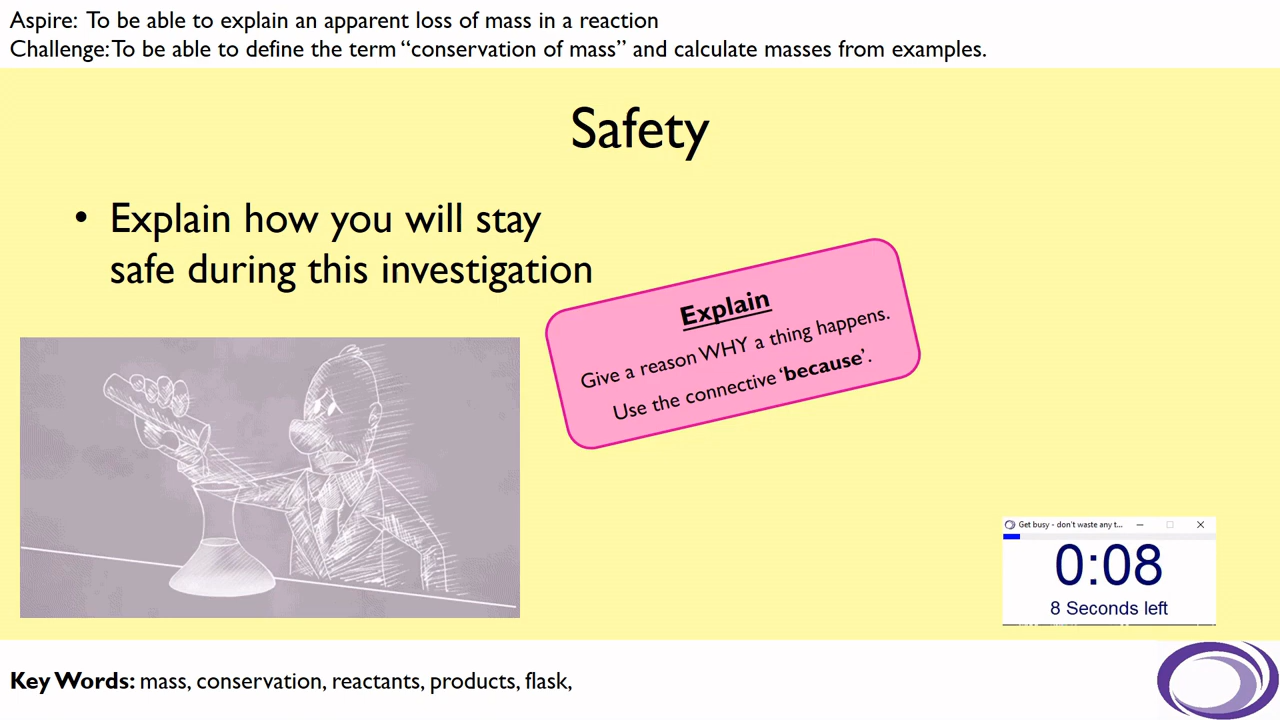 Aspire: To be able to explain an apparent loss of mass in a reaction
Challenge: To be able to define the term “conservation of mass” and calculate masses from examples.
Safety
• Explain how you will stay
safe during this investigation
Explain
Give a reason WHY a thing happens.
Use the connective ‘because’.
Get busy - don't waste any t...
0:08
8 Seconds left
Key Words: mass, conservation, reactants, products, flask,